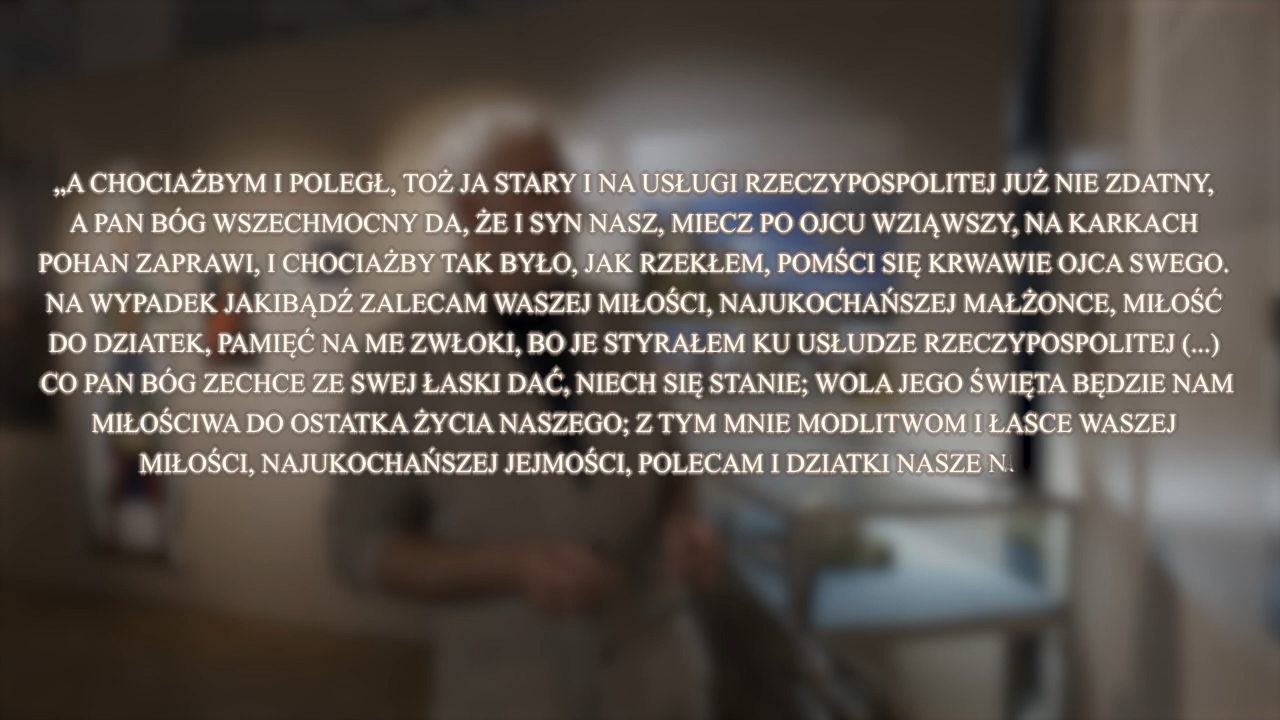 „A CHOCIAŻBYM I POLEGŁ, TOŻ JA STARY I NA USŁUGI RZECZYPOSPOLITEJ JUŻ NIE ZDATNY,
A PAN BÓG WSZECHMOCNY DA, ŻE I SYN NASZ, MIECZ PO OJCU WZIĄWSZY, NA KARKACH
POHAN ZAPRAWI, I CHOCIAŻBY TAK BYŁO, JAK RZEKŁEM, POMŚCI SIĘ KRWAWIE OJCA SWEGO.
NA WYPADEK JAKIBĄDŹ ZALECAM WASZEJ MIŁOŚCI, NAJUKOCHAŃSZEJ MAŁŻONCE, MIŁOŚĆ
DO DZIATEK, PAMIĘĆ NA ME ZWŁOKI, BO JE STYRAŁEM KU USŁUDZE RZECZYPOSPOLITEJ (...)
CO PAN BÓG ZECHCE ZE SWEJ ŁASKI DAĆ, NIECH SIĘ STANIE; WOLA JEGO ŚWIĘTA BĘDZIE NAM
MIŁOŚCIWA DO OSTATKA ŻYCIA NASZEGO; Z TYM MNIE MODLITWOM I ŁASCE WASZEJ
MIŁOŚCI, NAJUKOCHAŃSZEJ JEJMOŚCI, POLECAM I DZIATKI NASZE